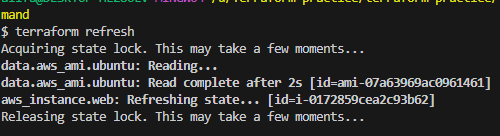 mand
$ terraform refresh
Acquiring state lock. This may take a few moments...
data.aws_ami.ubuntu: Reading...
data.aws_ami.ubuntu: Read complete after 2s [id=ami-07a63969ac0961461]
aws_instance.web: Refreshing state... [id=i-0172859cea2c93b62]
Releasing state lock. This may take a few moments...